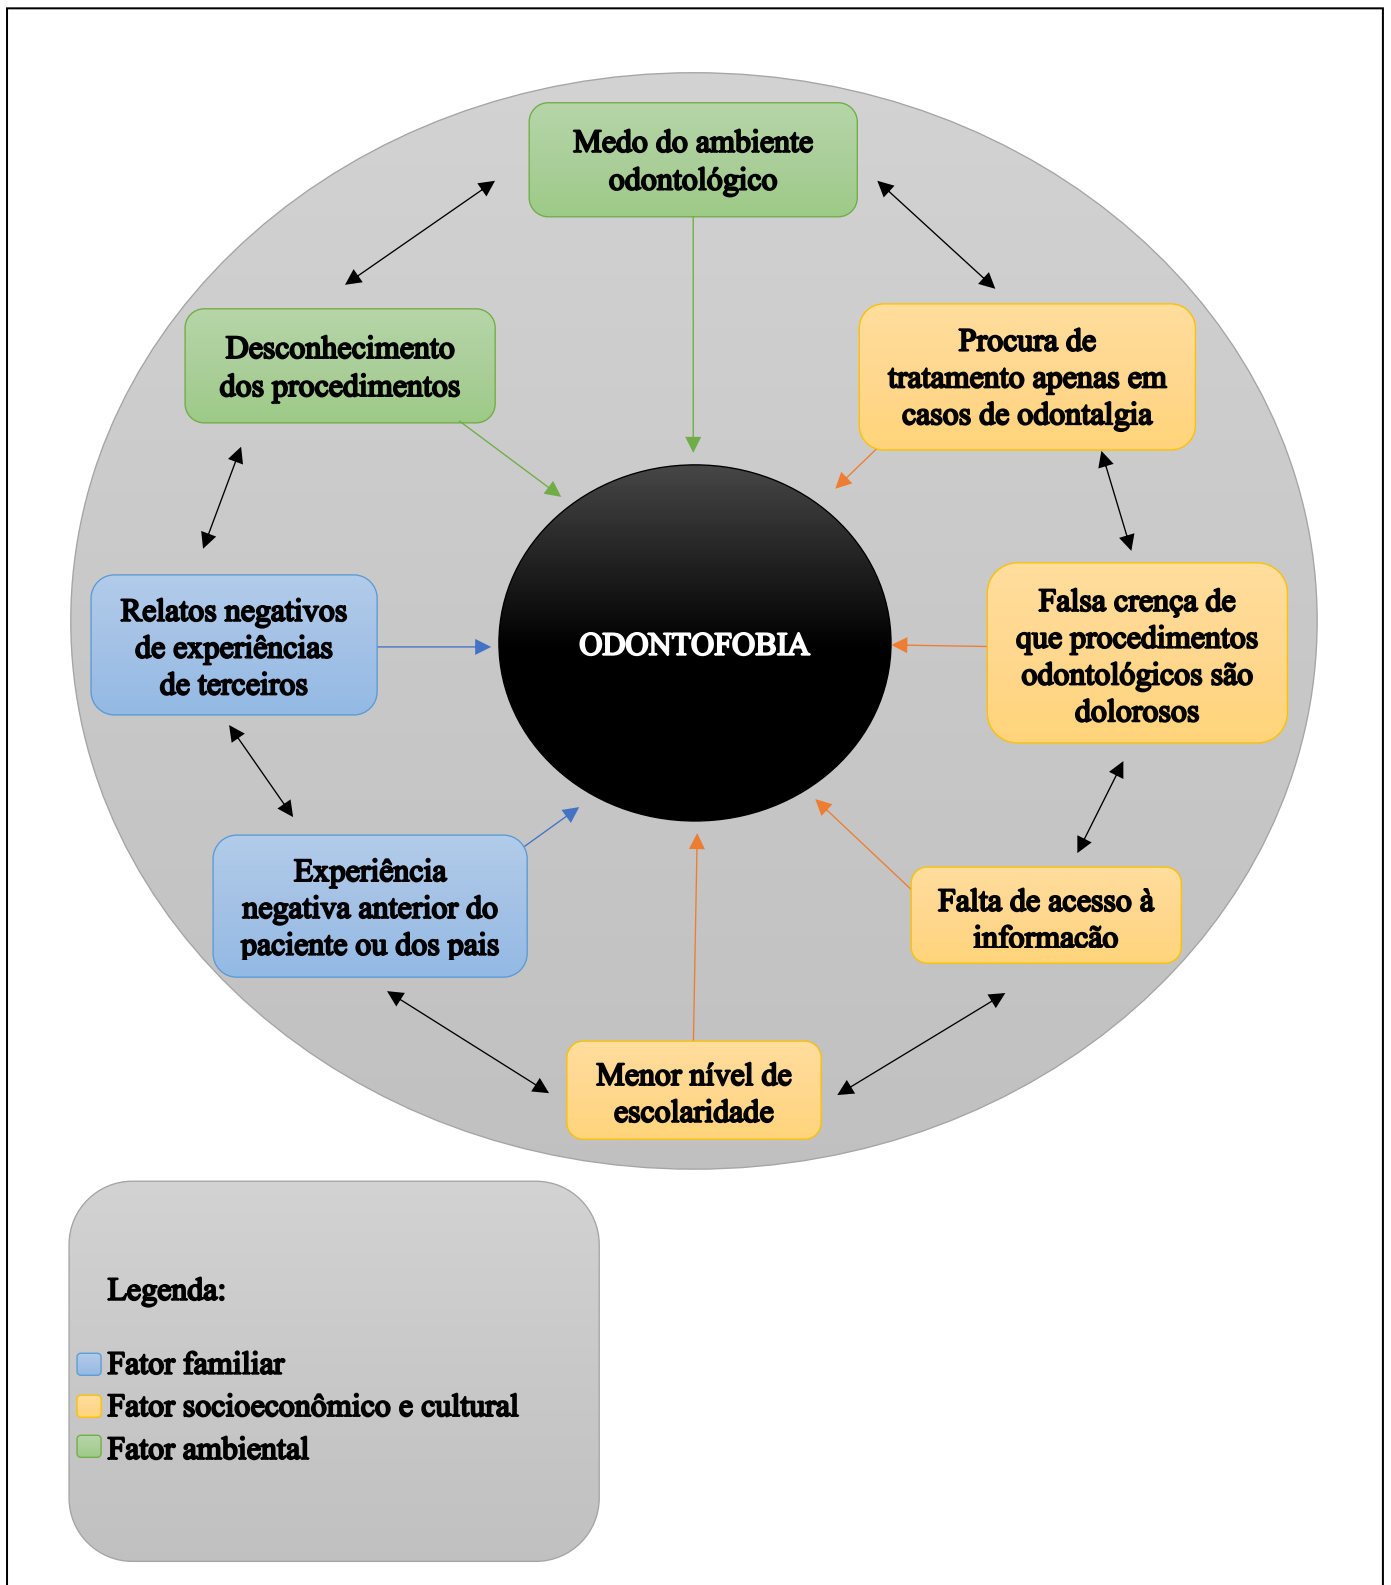 Medo do ambiente
odontológico
Desconhecimento
dos procedimentos
Procura de
tratamento apenas em
casos de odontalgia
Relatos negativos
de experiências
de terceiros
ODONTOFOBIA
Falsa crença de
que procedimentos
odontológicos são
dolorosos
Experiência
negativa anterior do
paciente ou dos pais
Falta de acesso à
informação
Menor nível de
escolaridade
Legenda:
Fator familiar
Fator socioeconômico e cultural
Fator ambiental